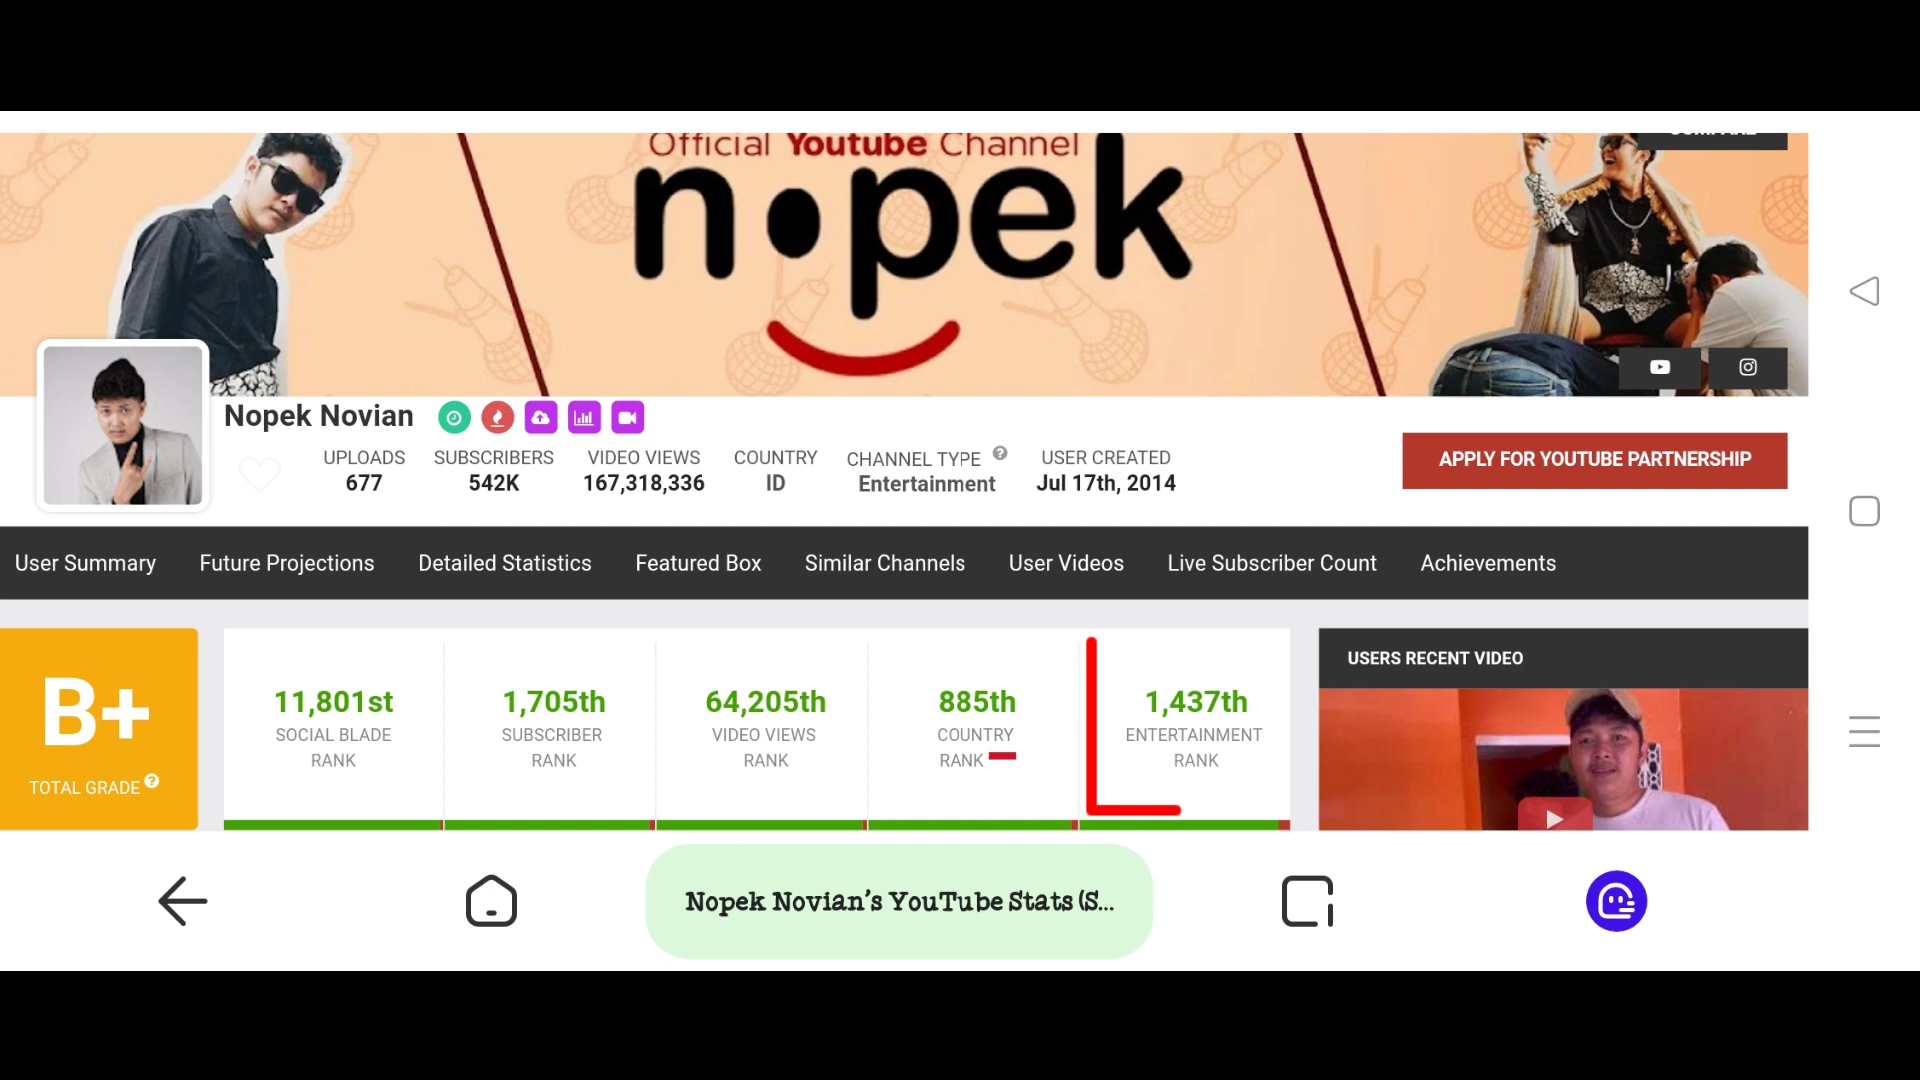 COMPARE
Official Youtube Channel
nopek
Nopek Novian
UPLOADS
677
SUBSCRIBERS
542K
VIDEO VIEWS
167,318,336
COUNTRY
ID
CHANNEL TYPE ?
Entertainment
USER CREATED
Jul 17th, 2014
APPLY FOR YOUTUBE PARTNERSHIP
User Summary Future Projections Detailed Statistics Featured Box Similar Channels User Videos Live Subscriber Count Achievements
B+
TOTAL GRADE ?
11,801st
SOCIAL BLADE
RANK
1,705th
SUBSCRIBER
RANK
64,205th
VIDEO VIEWS
RANK
885th
COUNTRY
RANK
1,437th
ENTERTAINMENT
RANK
USERS RECENT VIDEO
Nopek Novian's YouTube Stats (S...